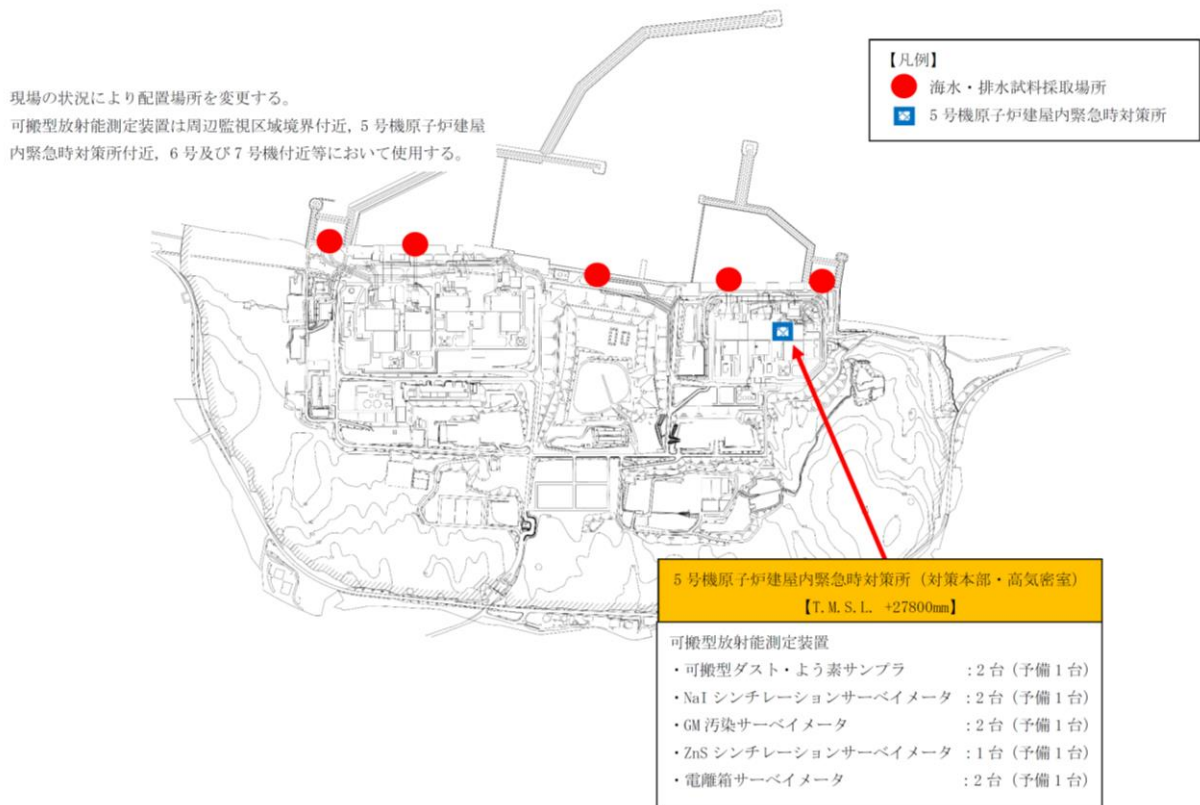 現場の状況により配置場所を変更する。
可搬型放射能測定装置は周辺監視区域境界付近，5号機原子炉建屋
内緊急時対策所付近，6号及び7号機付近等において使用する。
【凡例】
海水・排水試料採取場所
5号機原子炉建屋内緊急時対策所
5号機原子炉建屋内緊急時対策所（対策本部・高気密室）
【T.M.S.L. +27800mm】
可搬型放射能測定装置
・可搬型ダスト・よう素サンプラ ：2台（予備1台）
・NaIシンチレーションサーベイメータ ：2台（予備1台）
・GM汚染サーベイメータ ：2台（予備1台）
・ZnSシンチレーションサーベイメータ ：1台（予備1台）
・電離箱サーベイメータ ：2台（予備1台）